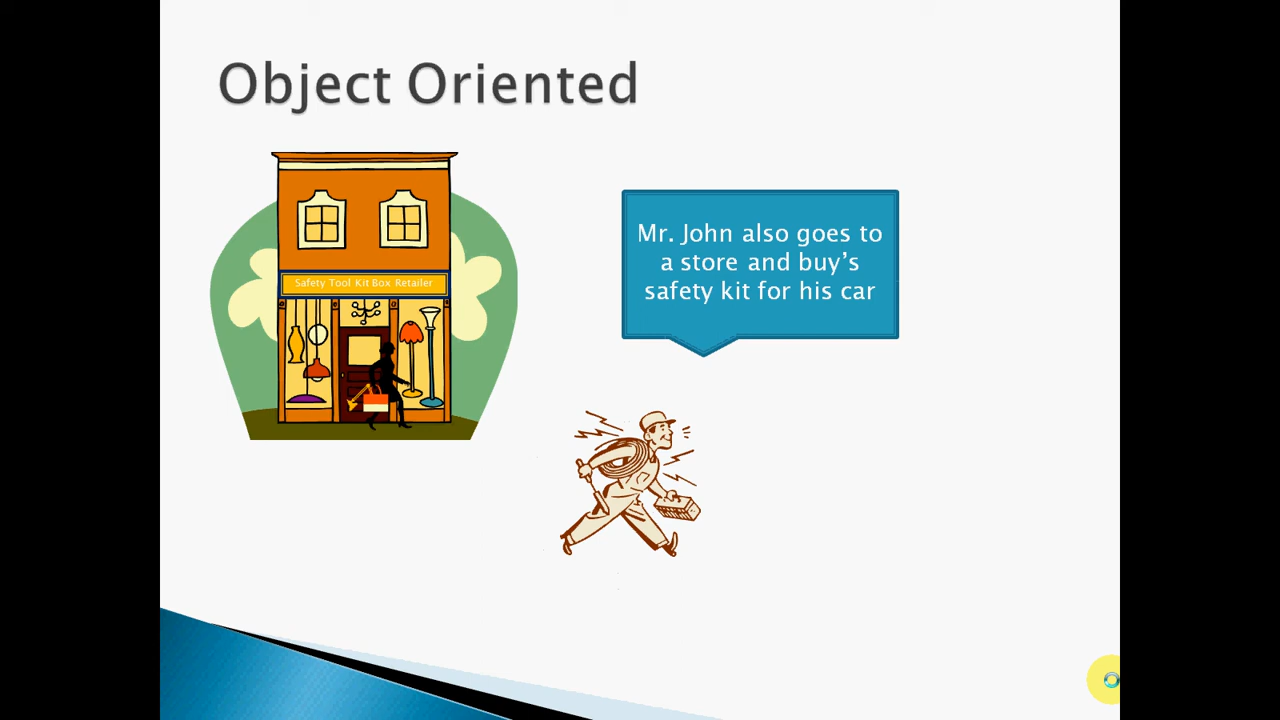 Object Oriented
Safety Tool Kit Box Retailer
Mr. John also goes to
a store and buy’s
safety kit for his car